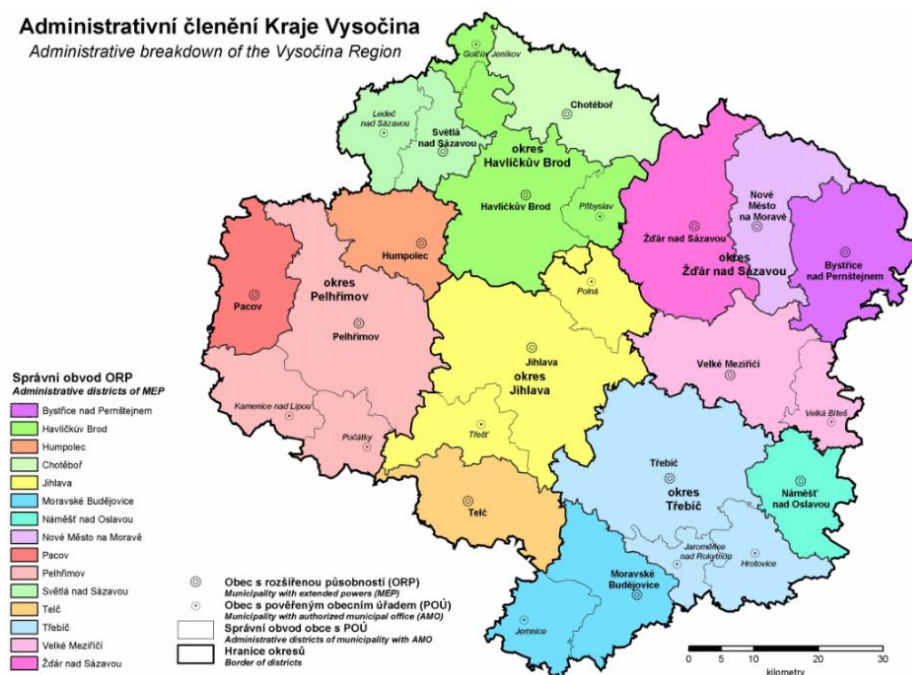 Administrativní členění Kraje Vysočina
Administrative breakdown of the Vysočina Region
Golčův Jeníkov
Chotěboř
Ledeč
nad Sázavou
Světlá
nad Sázavou
okres
Havlíčkův Brod
Havlíčkův Brod
Přibyslav
Nové
Město
na Moravě
Žďár nad Sázavou
okres
Žďár nad Sázavou
Bystřice
nad Pernštejnem
Humpolec
okres
Pelhřimov
Pacov
Pelhřimov
Polná
Jihlava
okres
Jihlava
Velké Meziříčí
Velká Bíteš
Kamenice nad Lipou
Počátky
Třešť
Třebíč
okres
Třebíč
Náměšť
nad Oslavou
Telč
Jaroměřice
nad Rokytnou
Hrotovice
Moravské
Budějovice
Jemnice
Správní obvod ORP
Administrative districts of MEP
Bystřice nad Pernštejnem
Havlíčkův Brod
Humpolec
Chotěboř
Jihlava
Moravské Budějovice
Náměšť nad Oslavou
Nové Město na Moravě
Pacov
Pelhřimov
Světlá nad Sázavou
Telč
Třebíč
Velké Meziříčí
Žďár nad Sázavou
Obec s rozšířenou působností (ORP)
Municipality with extended powers (MEP)
Obec s pověřeným obecním úřadem (POÚ)
Municipality with authorized municipal office (AMO)
Správní obvod obce s POÚ
Administrative districts of municipality with AMO
Hranice okresů
Border of districts
0 5 10 20 30
kilometry